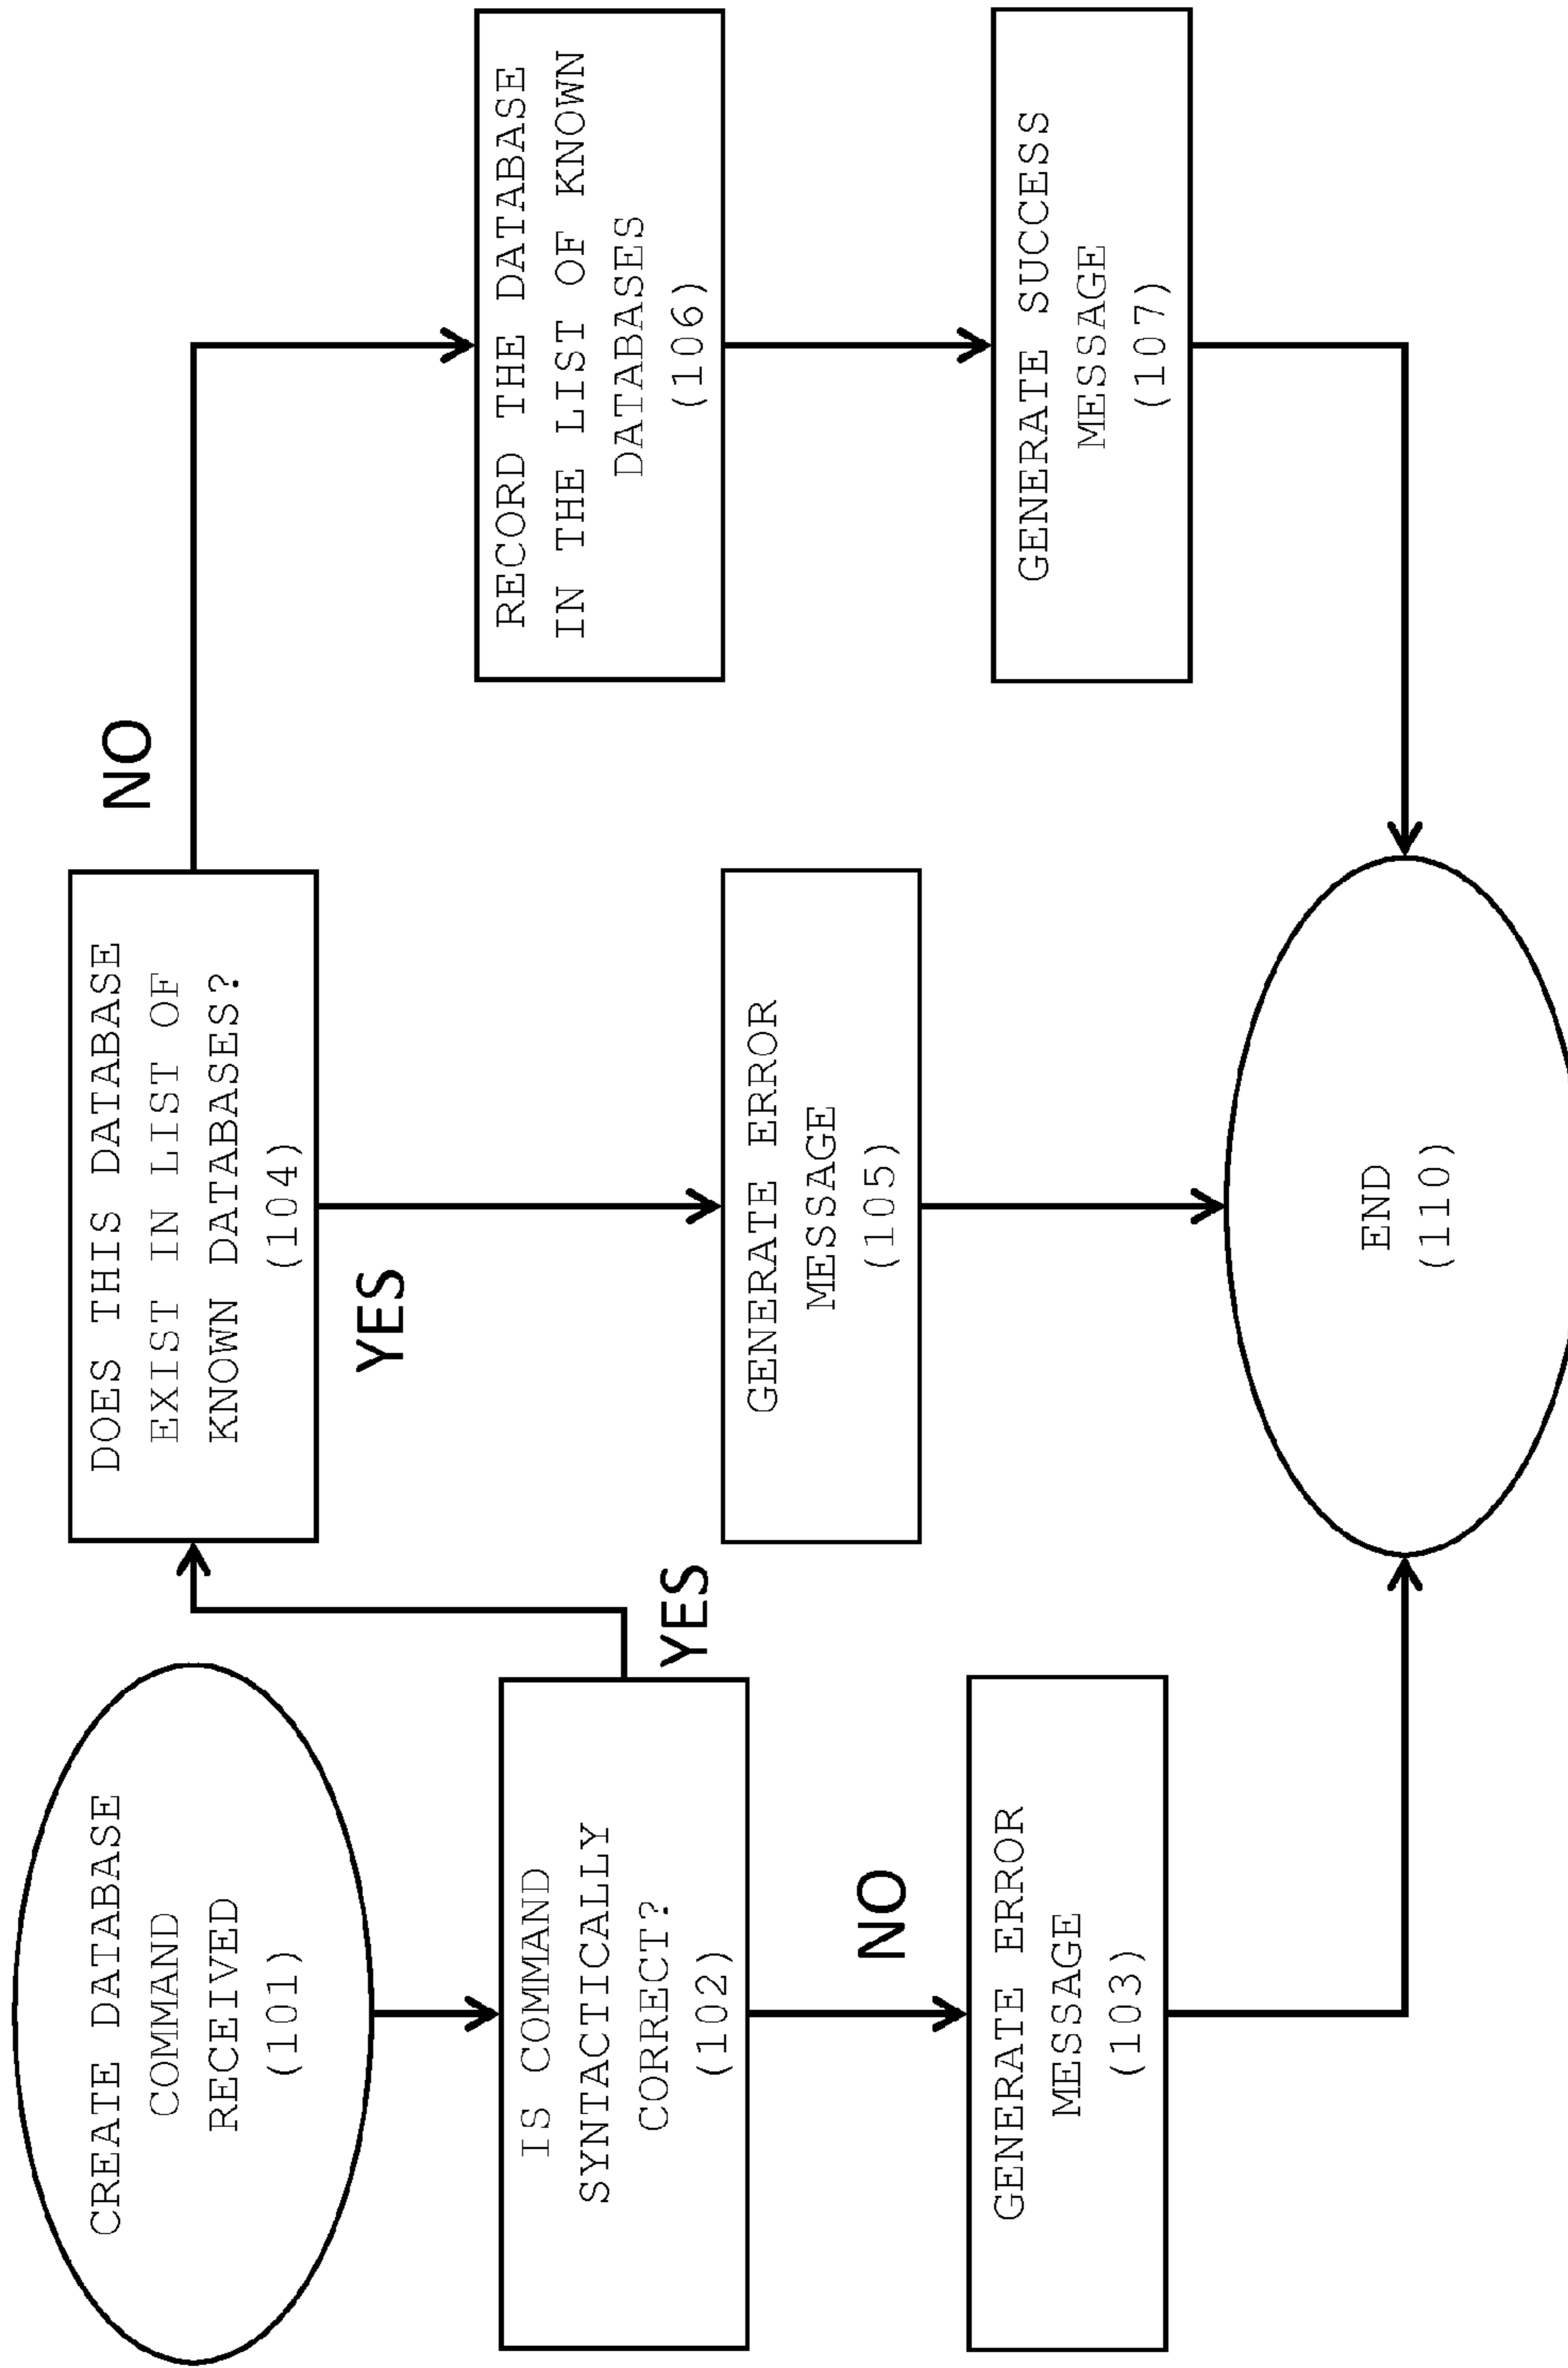 CREATE DATABASE
COMMAND
RECEIVED
(101)
IS COMMAND
SYNTACTICALLY
CORRECT?
(102)
YES
NO
GENERATE ERROR
MESSAGE
(103)
DOES THIS DATABASE
EXIST IN LIST OF
KNOWN DATABASES?
(104)
NO
YES
GENERATE ERROR
MESSAGE
(105)
RECORD THE DATABASE
IN THE LIST OF KNOWN
DATABASES
(106)
GENERATE SUCCESS
MESSAGE
(107)
END
(110)